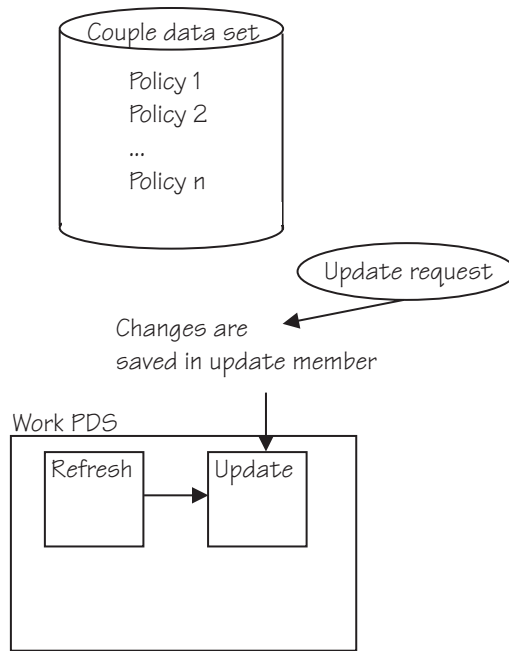 Couple data set
Policy 1
Policy 2
...
Policy n
Update request
Changes are
saved in update member
Work PDS
Refresh
Update